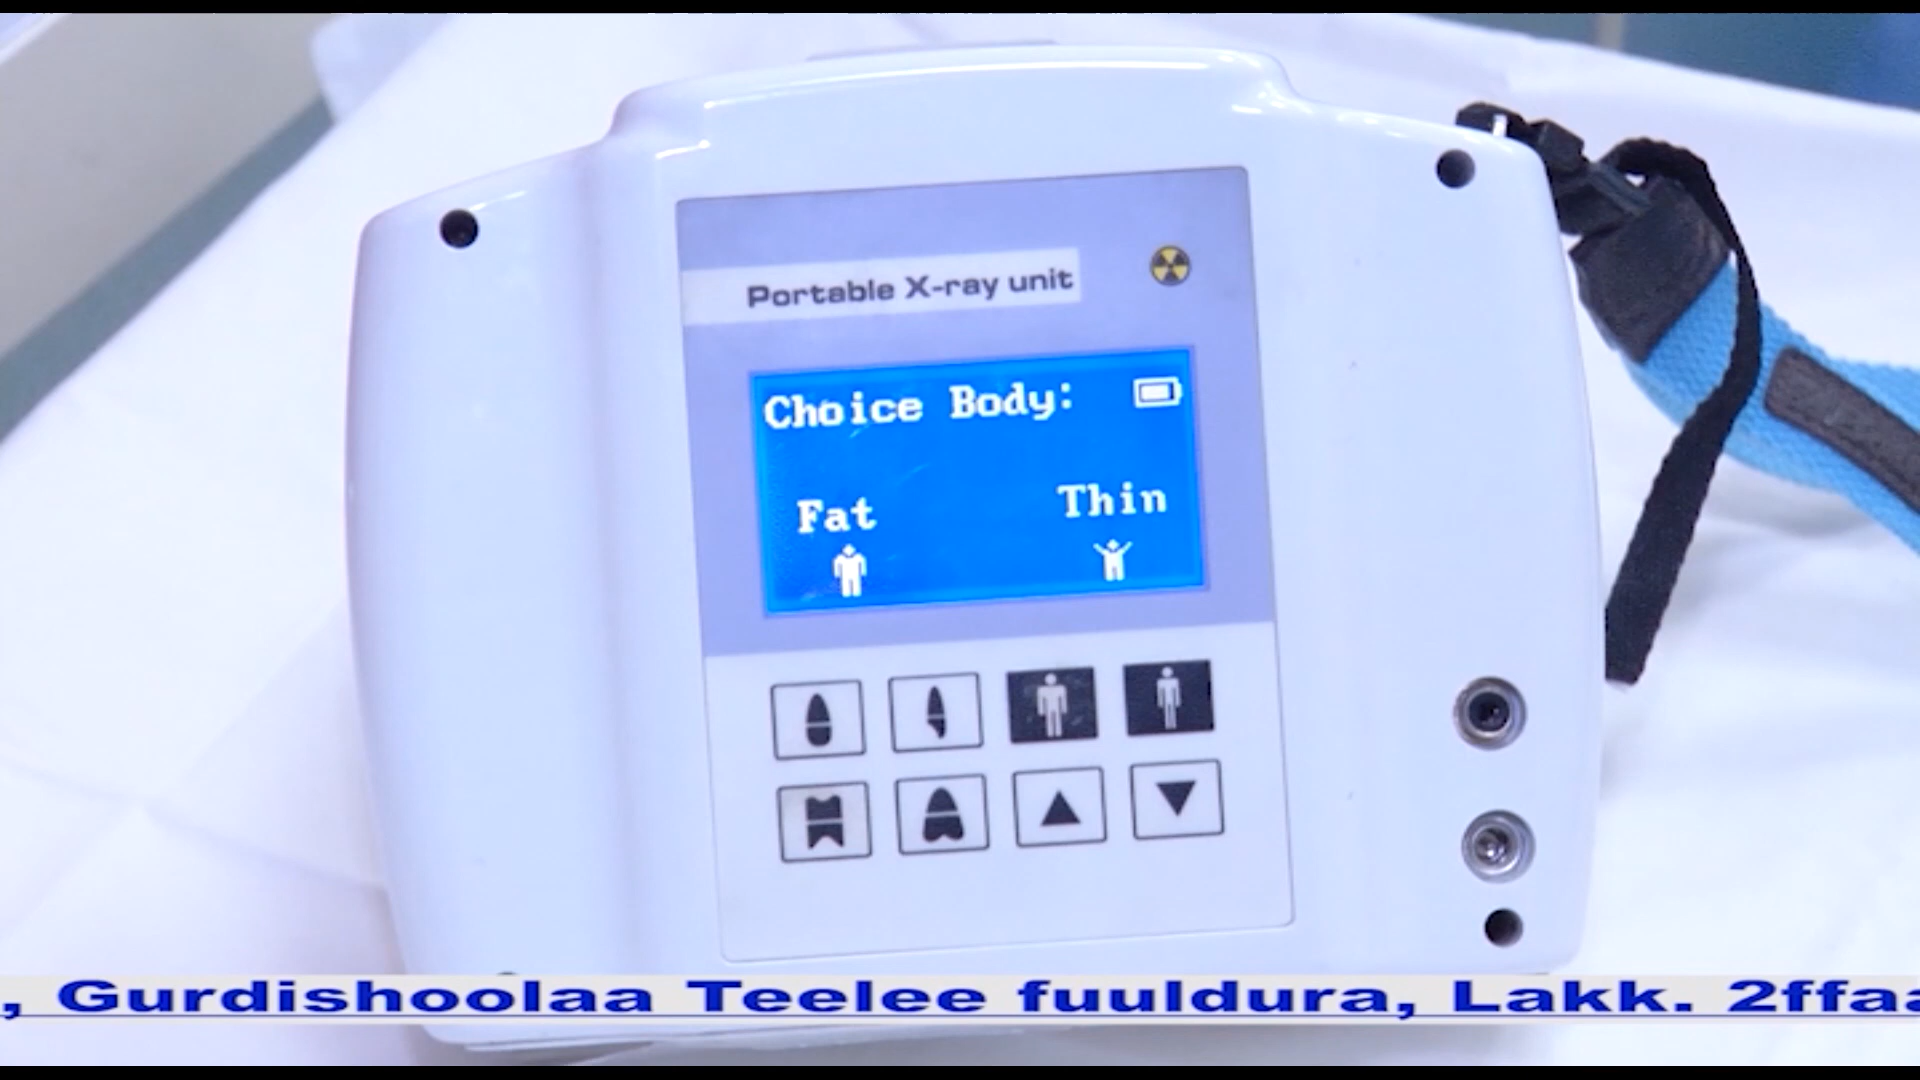 Portable X-ray unit
Choice Body:
Fat Thin
, Gurdishoolaa Teelee fuuldura, Lakk. 2ffaa